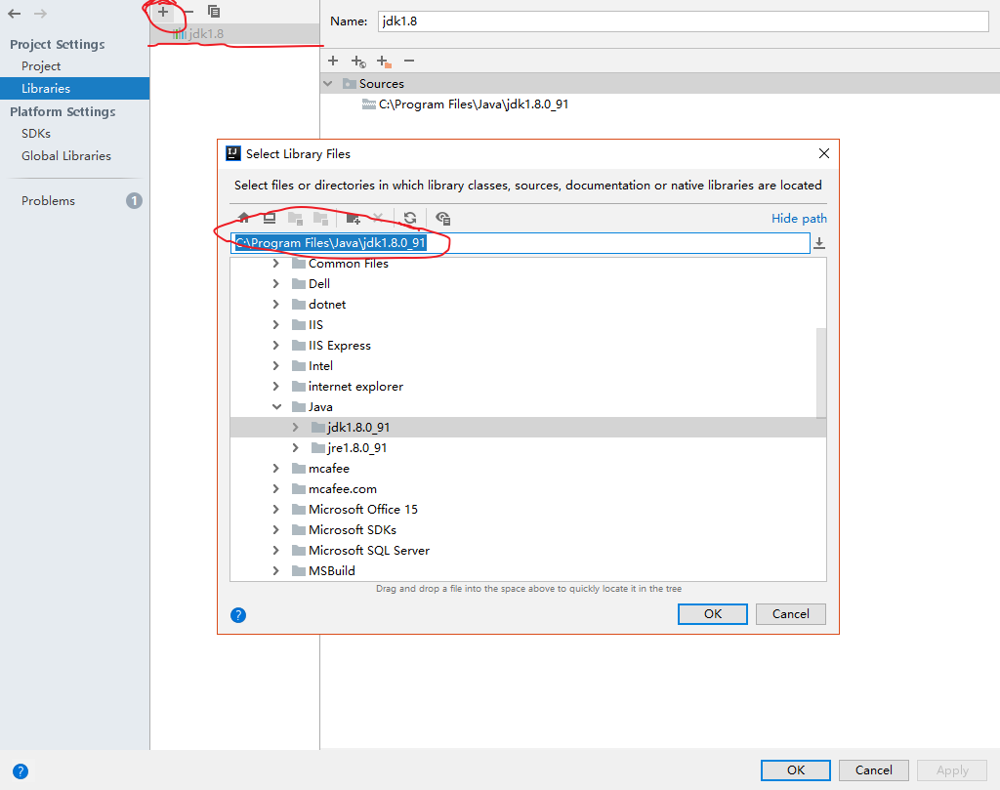 Project Settings
Project
Libraries
Platform Settings
SDKs
Global Libraries
Problems
1
jdk1.8
Name:
jdk1.8
Sources
C:\Program Files\Java\jdk1.8.0_91
Select Library Files
Select files or directories in which library classes, sources, documentation or native libraries are located
Hide path
C:\Program Files\Java\jdk1.8.0_91
Common Files
Dell
dotnet
IIS
IIS Express
Intel
internet explorer
Java
jdk1.8.0_91
jre1.8.0_91
mcafee
mcafee.com
Microsoft Office 15
Microsoft SDKs
Microsoft SQL Server
MSBuild
Drag and drop a file into the space above to quickly locate it in the tree
?
OK
Cancel
?
OK
Cancel
Apply